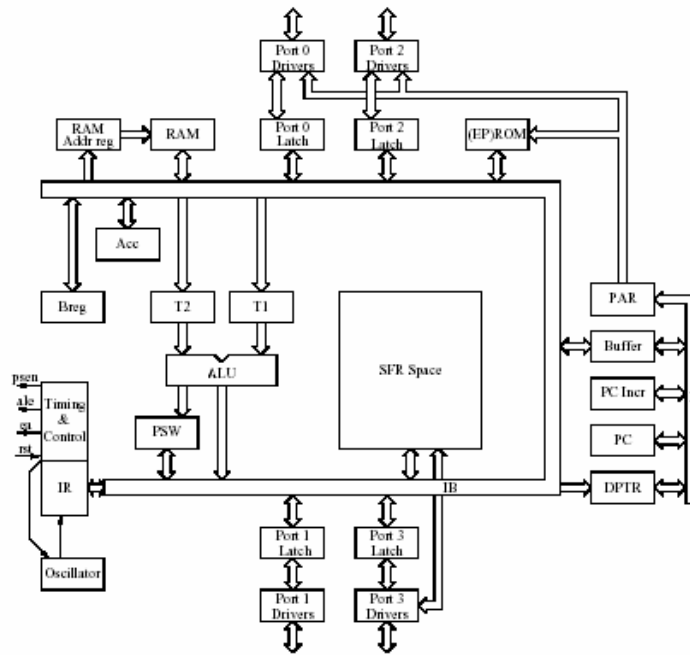 Port 0
Drivers
Port 2
Drivers
RAM
Addr reg
RAM
Port 0
Latch
Port 2
Latch
(EP)ROM
Acc
Breg
T2
T1
PAR
ALU
SFR Space
Buffer
psen
ale
ea
rst
Timing
&
Control
PC Incr
PSW
PC
IR
IB
DPTR
Port 1
Latch
Port 3
Latch
Oscillator
Port 1
Drivers
Port 3
Drivers